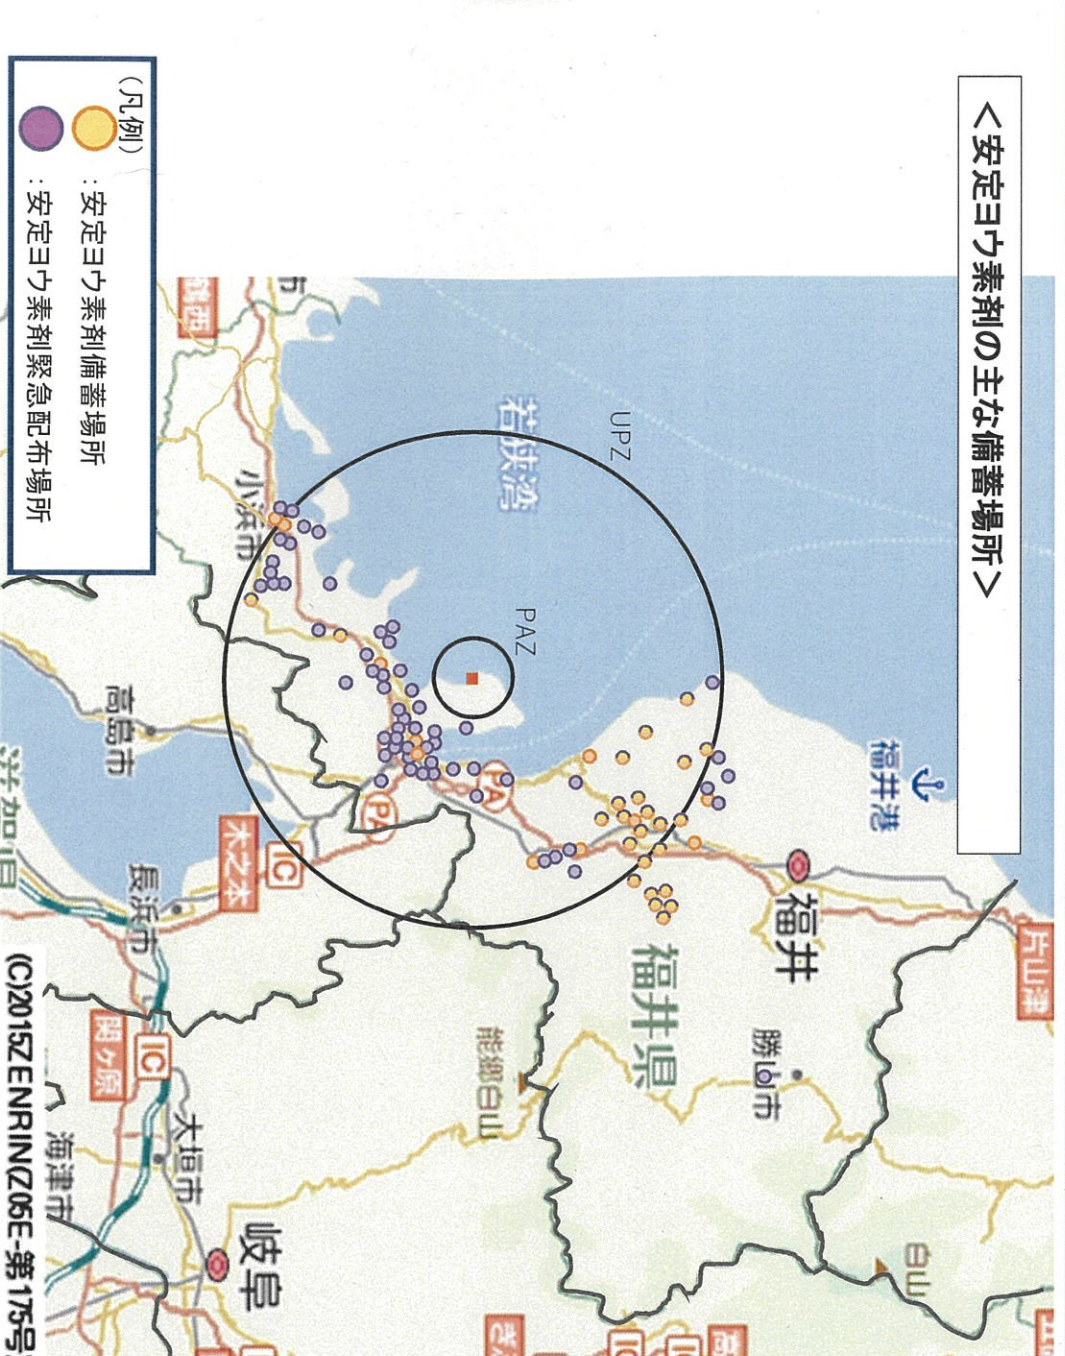 ＜安定ヨウ素剤の主な備蓄場所＞
福井港
片山津
福井
UPZ
若狭湾
PAZ
福井県
勝山市
白山
能郷白山
PA
PA
小浜市
市
IC
木之本
高島市
長浜市
IC
関ヶ原
大垣市
岐阜
海津市
（凡例）
：安定ヨウ素剤備蓄場所
：安定ヨウ素剤緊急配布場所
(C)2015ZENRIN(Z05E-第175号